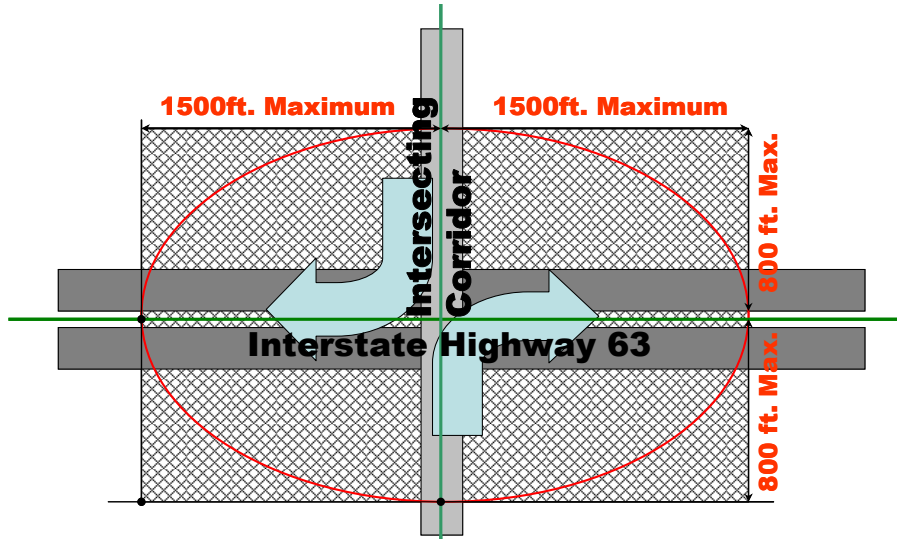 1500ft. Maximum
1500ft. Maximum
Intersecting
Corridor
800 ft. Max.
Interstate Highway 63
800 ft. Max.